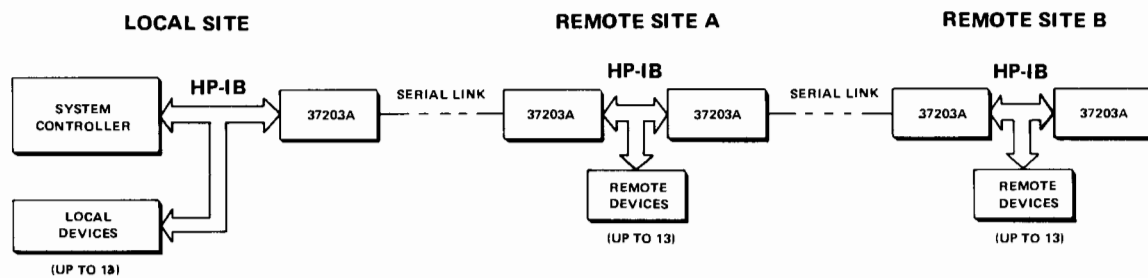 LOCAL SITE
REMOTE SITE A
REMOTE SITE B
HP-IB
HP-IB
HP-IB
SYSTEM
CONTROLLER
37203A
SERIAL LINK
37203A
37203A
SERIAL LINK
37203A
37203A
LOCAL
DEVICES
(UP TO 13)
REMOTE
DEVICES
(UP TO 13)
REMOTE
DEVICES
(UP TO 13)